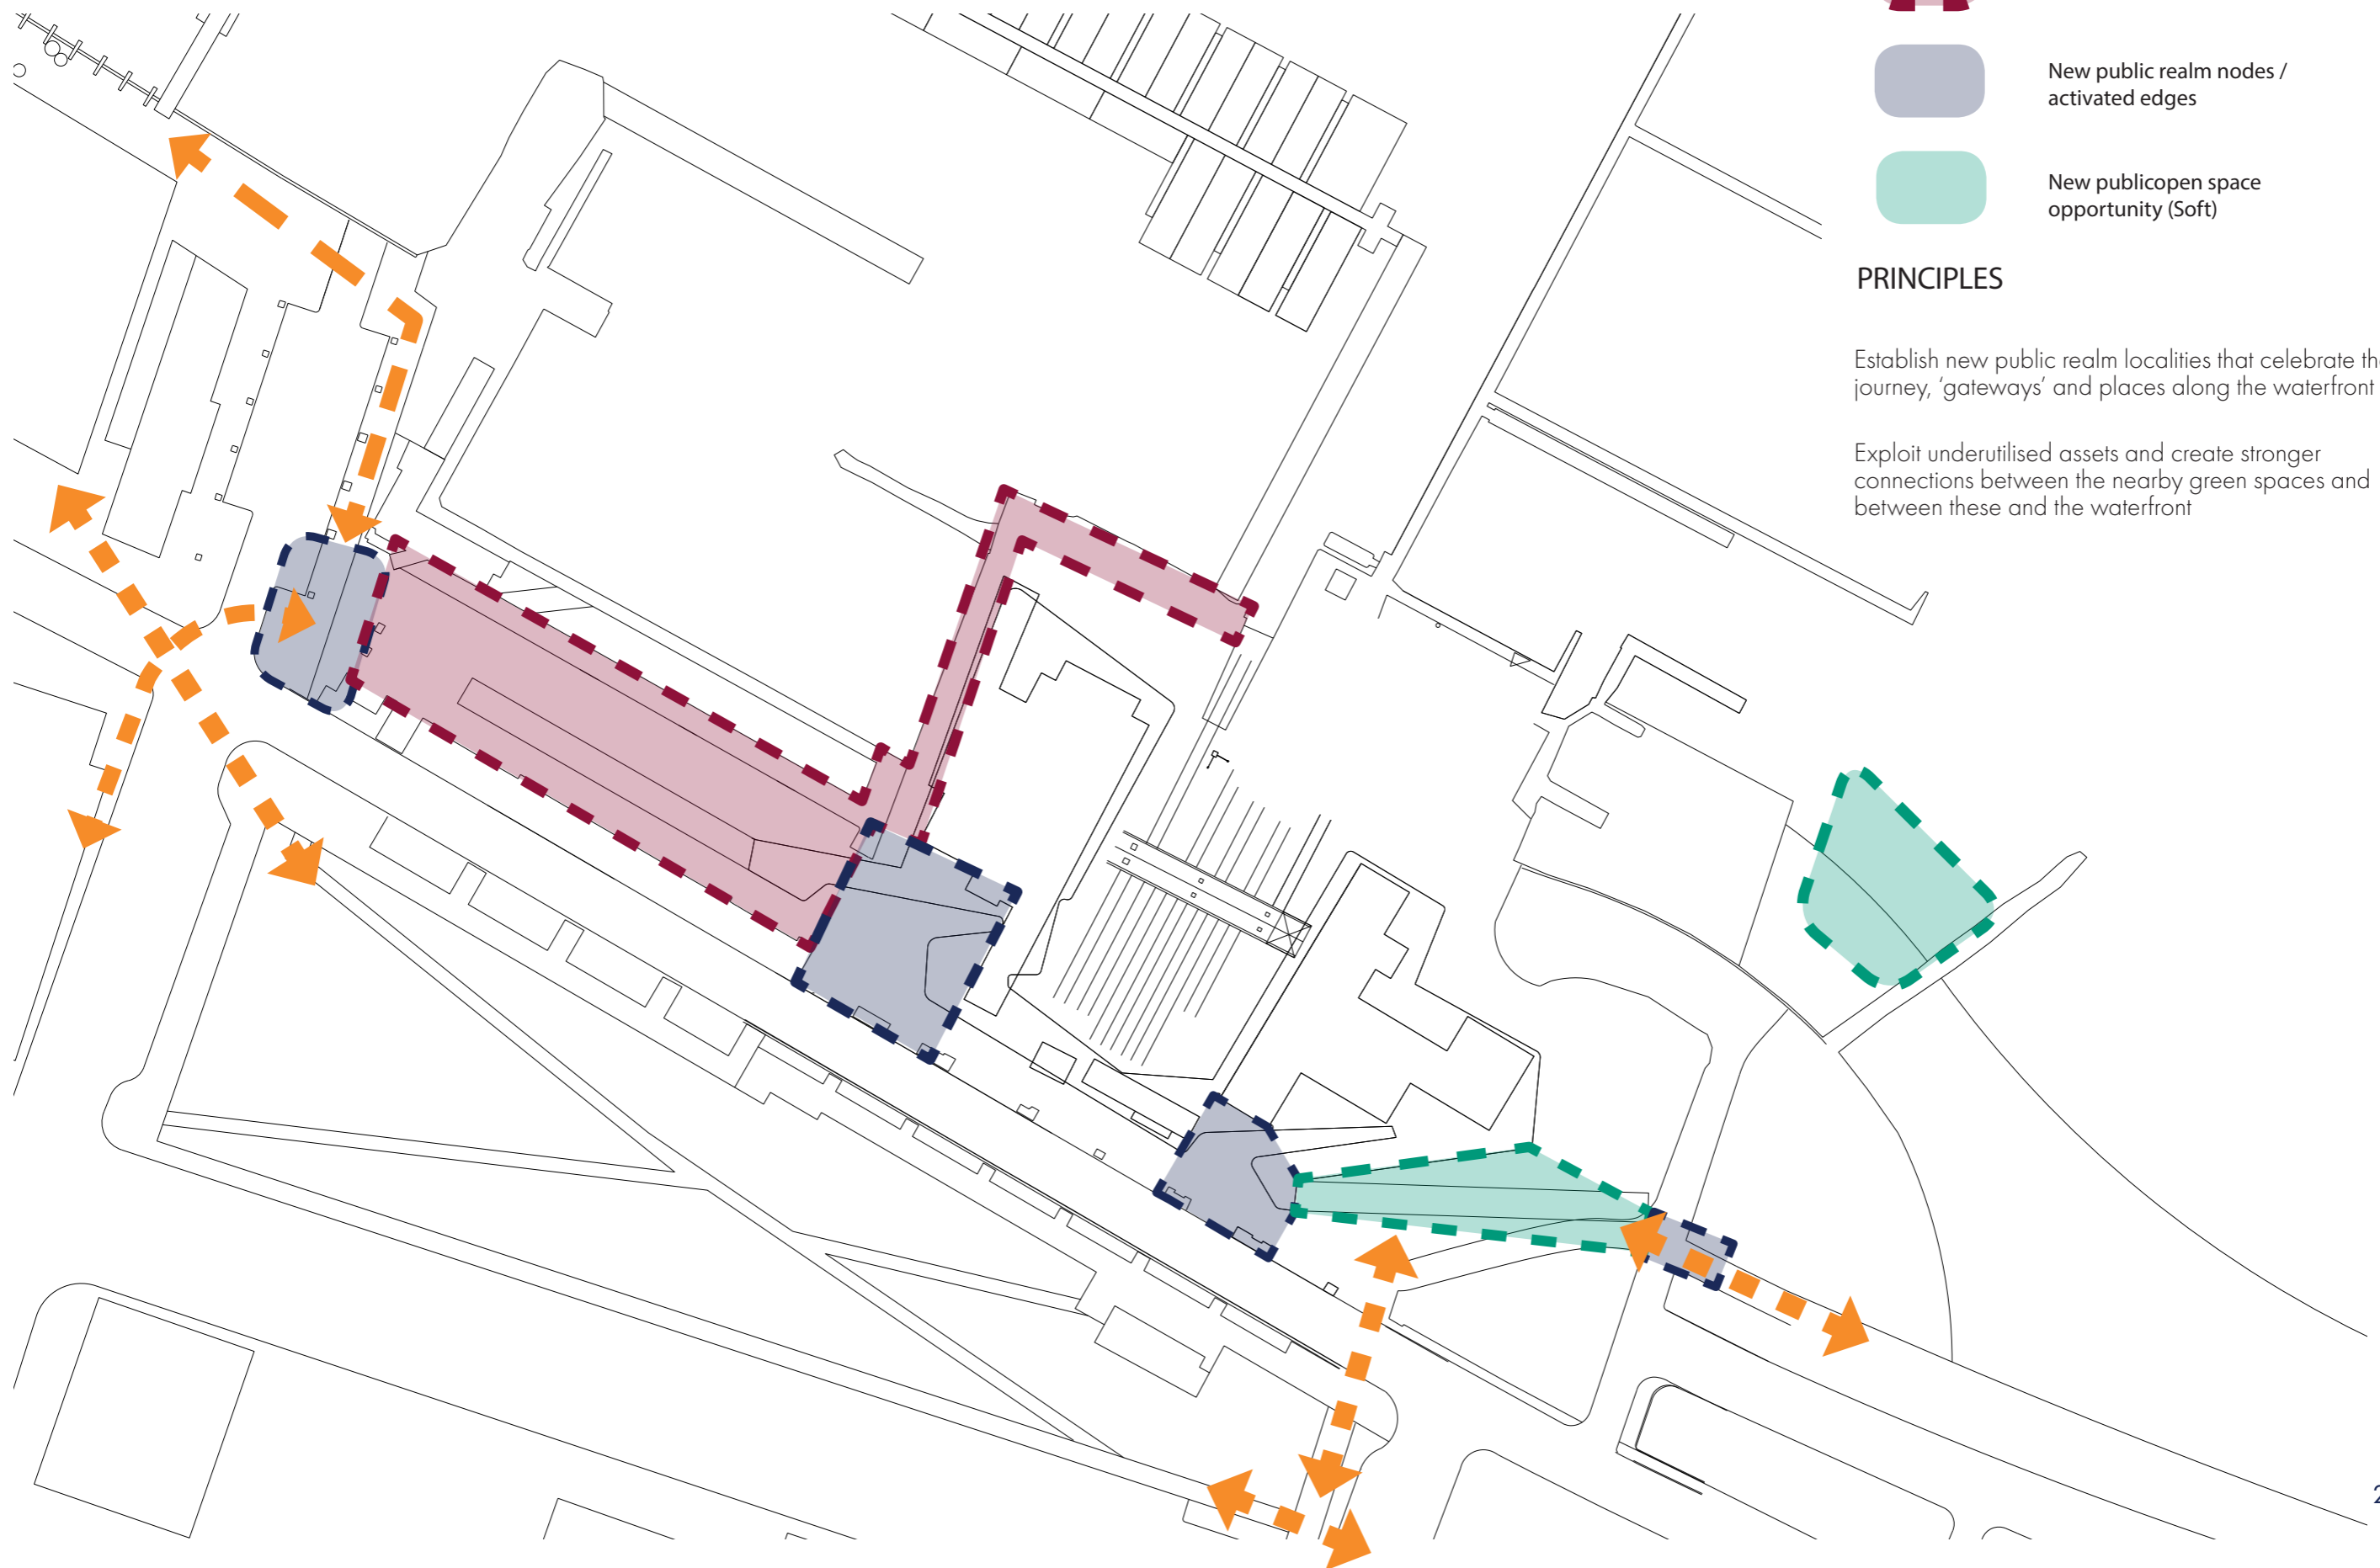 New public realm nodes /
activated edges
New publicopen space
opportunity (Soft)
PRINCIPLES
Establish new public realm localities that celebrate
journey, ‘gateways’ and places along the waterfront
Exploit underutilised assets and create stronger
connections between the nearby green spaces and
between these and the waterfront